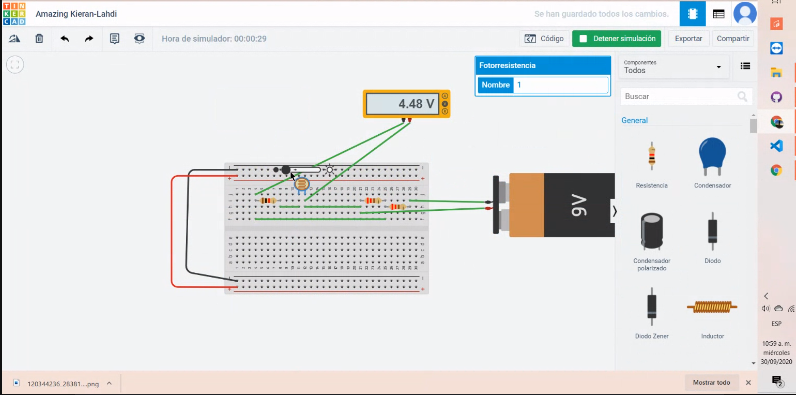 TIN
KER
CAD
Amazing Kieran-Lahdi
Se han guardado todos los cambios.
Hora de simulador: 00:00:29
Código
Detener simulación
Exportar
Compartir
Fotorresistencia
Nombre 1
Componentes
Todos
Buscar
General
4.48 V
9V
Resistencia
Condensador
Condensador
polarizado
Diodo
Diodo Zener
Inductor
ESP
10:59 a. m.
miércoles
30/09/2020
2
120344236_28381....png
Mostrar todo